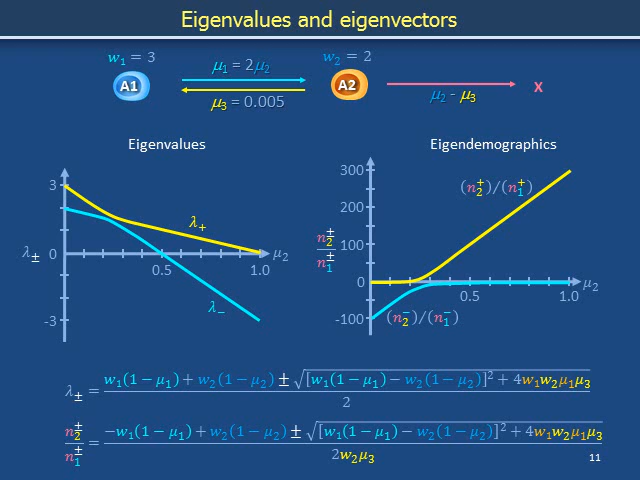 Eigenvalues and eigenvectors
w₁ = 3
w₂ = 2
μ₁ = 2μ₂
A1
A2
x
μ₃ = 0.005
μ₂ - μ₃
Eigenvalues
Eigendemographics
3
λ₊
λ±
0
0.5
1.0
μ₂
λ₋
-3
300
(n₂⁺)/(n₁⁺)
200
n₂±/n₁±
100
0
0.5
1.0
μ₂
-100
(n₂⁻)/(n₁⁻)
λ± = (w₁(1 − μ₁) + w₂(1 − μ₂) ± √([w₁(1 − μ₁) − w₂(1 − μ₂)]² + 4w₁w₂μ₁μ₃))/2
n₂±/n₁± = (−w₁(1 − μ₁) + w₂(1 − μ₂) ± √([w₁(1 − μ₁) − w₂(1 − μ₂)]² + 4w₁w₂μ₁μ₃))/2w₂μ₃
11